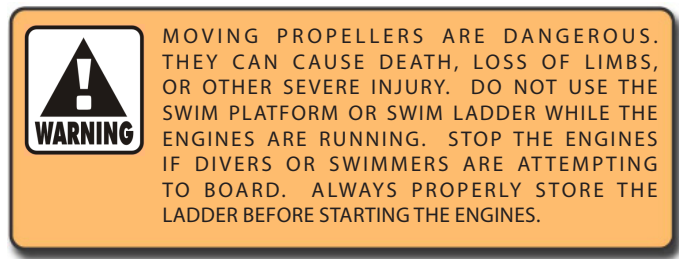 WARNING
MOVING PROPELLERS ARE DANGEROUS.
THEY CAN CAUSE DEATH, LOSS OF LIMBS,
OR OTHER SEVERE INJURY. DO NOT USE THE
SWIM PLATFORM OR SWIM LADDER WHILE THE
ENGINES ARE RUNNING. STOP THE ENGINES
IF DIVERS OR SWIMMERS ARE ATTEMPTING
TO BOARD. ALWAYS PROPERLY STORE THE
LADDER BEFORE STARTING THE ENGINES.